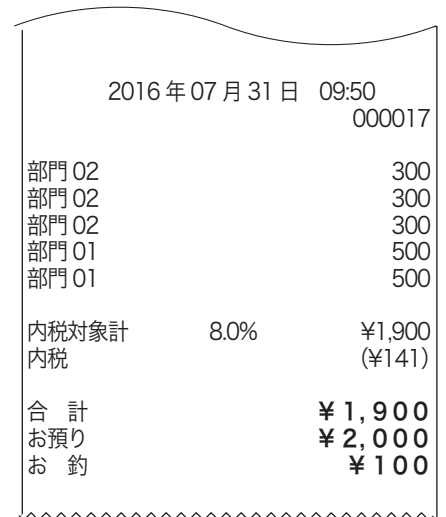 2016年07月31日 09:50
000017
部門02 300
部門02 300
部門02 300
部門01 500
部門01 500
内税対象計 8.0% ¥1,900
内税 (¥141)
合 計 ¥1,900
お預り ¥2,000
お 釣 ¥100